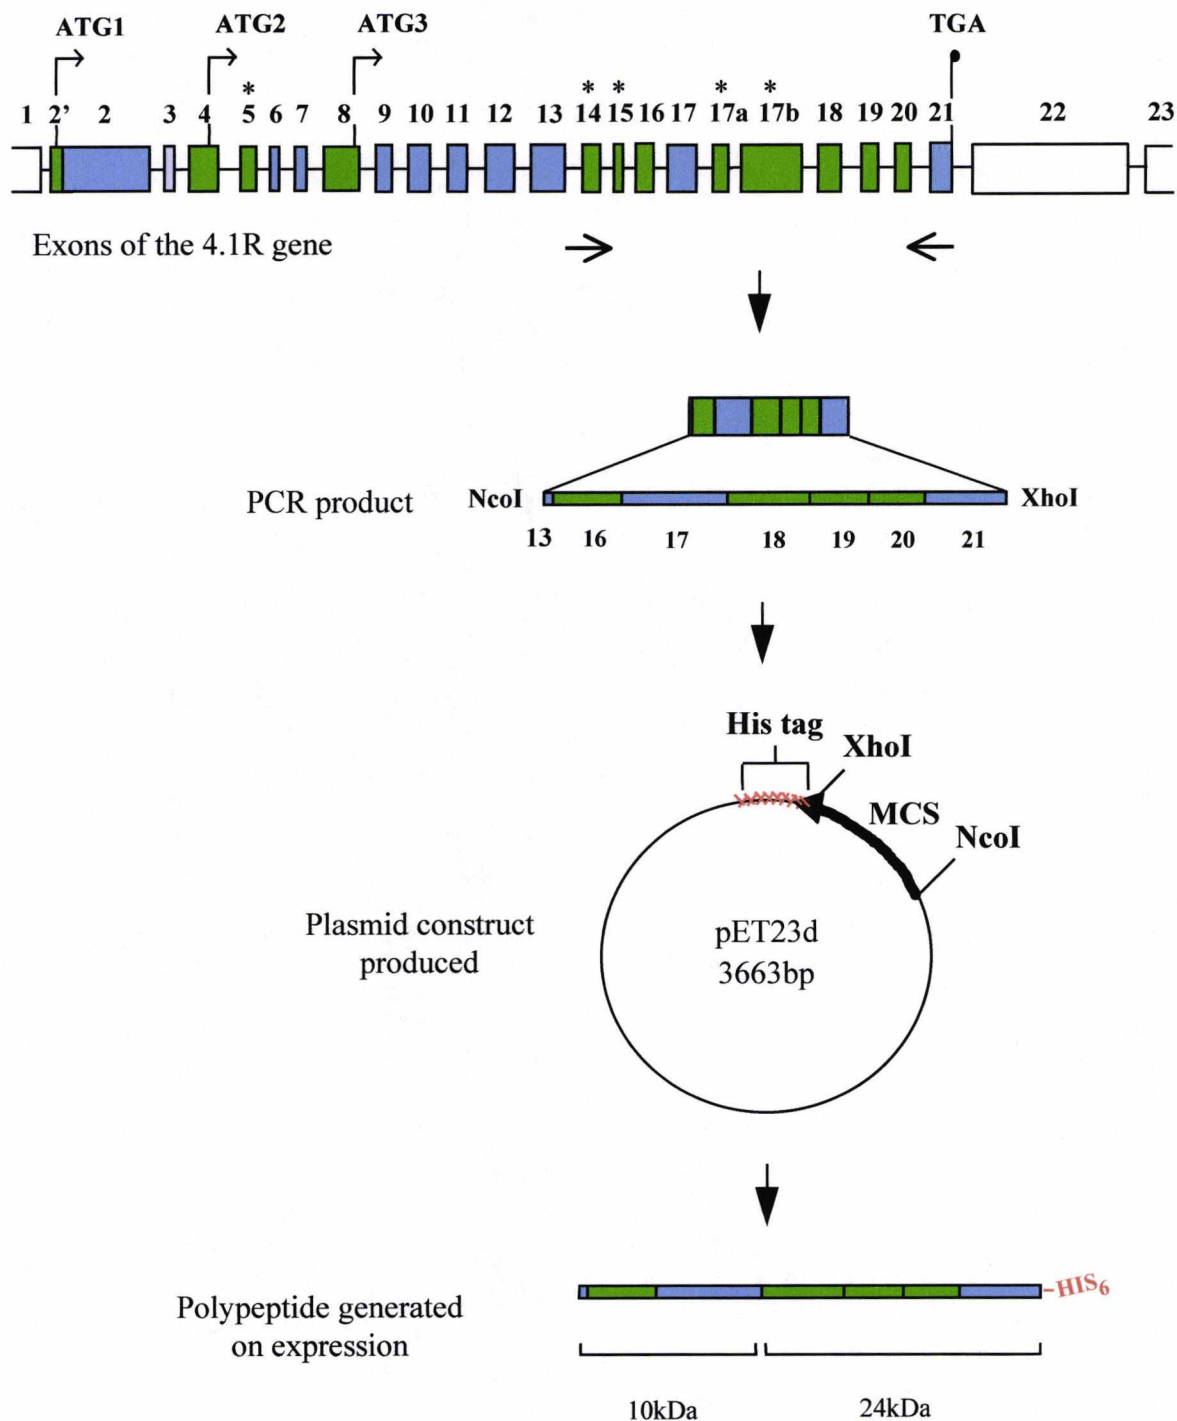 ATG1 ATG2 ATG3 TGA
* * * * *
1 2' 2 3 4 5 6 7 8 9 10 11 12 13 14 15 16 17 17a 17b 18 19 20 21 22 23
Exons of the 4.1R gene
PCR product NcoI XhoI
13 16 17 18 19 20 21
His tag
XhoI
MCS
NcoI
Plasmid construct
produced
pET23d
3663bp
-HIS6
Polypeptide generated
on expression
10kDa 24kDa